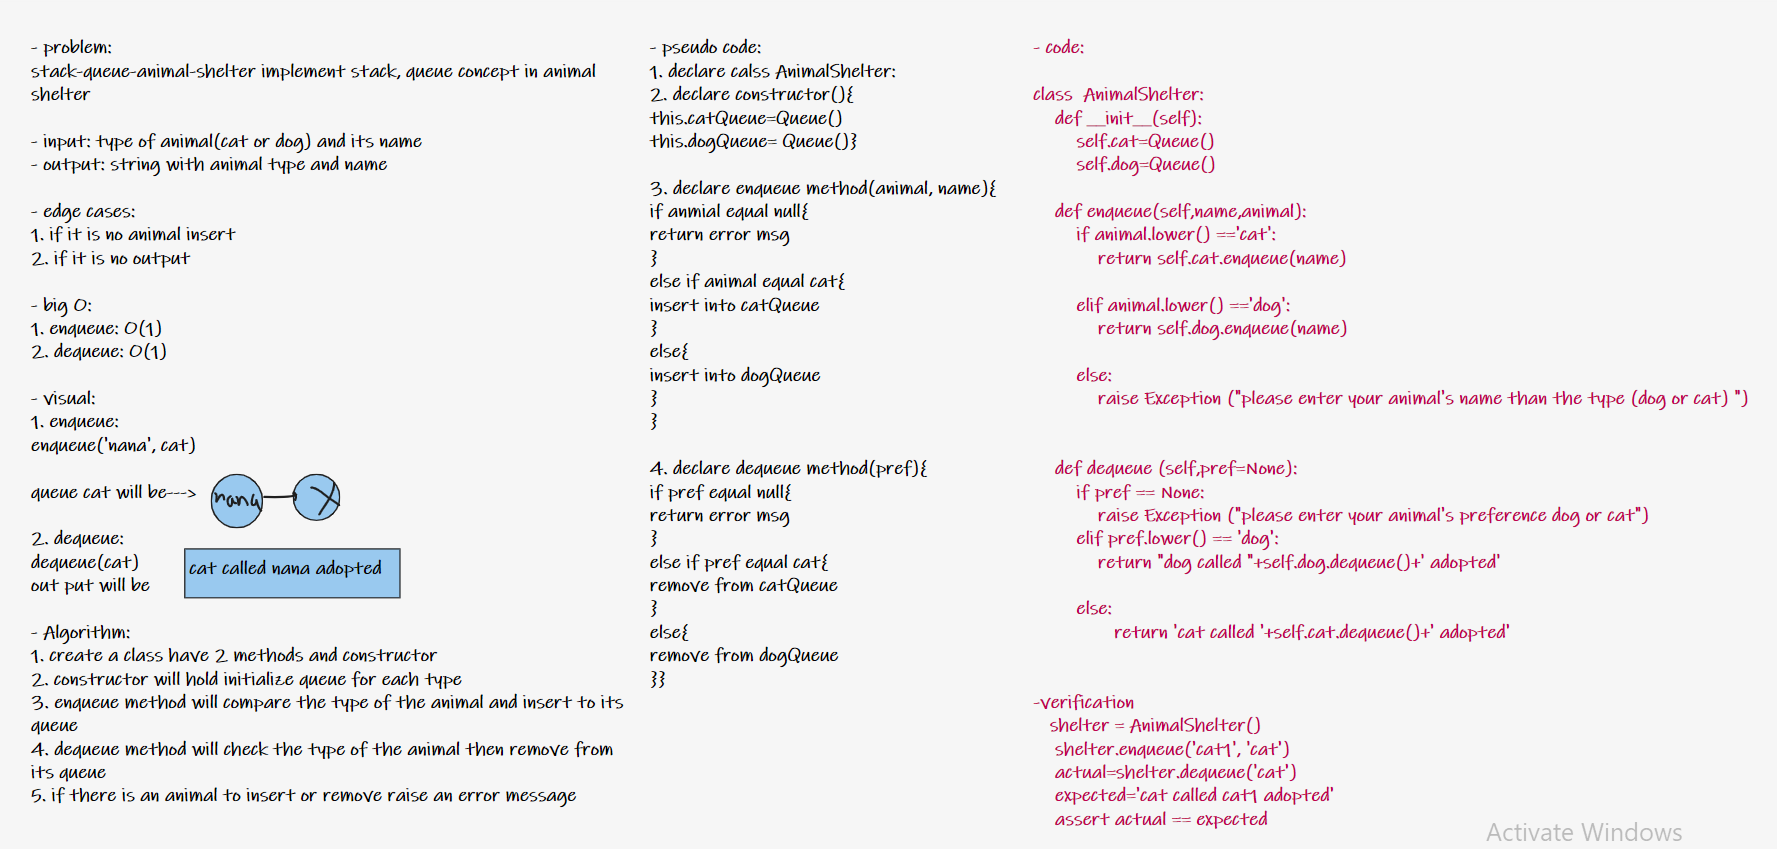 - problem:
stack-queue-animal-shelter implement stack, queue concept in animal
shelter
- input: type of animal(cat or dog) and its name
- output: string with animal type and name
- edge cases:
1. if it is no animal insert
2. if it is no output
- big O:
1. enqueue: O(1)
2. dequeue: O(1)
- visual:
1. enqueue:
enqueue('nana', cat)
queue cat will be--->
nana
X
2. dequeue:
dequeue(cat)
out put will be
cat called nana adopted
- Algorithm:
1. create a class have 2 methods and constructor
2. constructor will hold initialize queue for each type
3. enqueue method will compare the type of the animal and insert to its
queue
4. dequeue method will check the type of the animal then remove from
its queue
5. if there is an animal to insert or remove raise an error message
- pseudo code:
1. declare calss AnimalShelter:
2. declare constructor(){
this.catQueue=Queue()
this.dogQueue= Queue()}
3. declare enqueue method(animal, name){
if anmial equal null{
return error msg
}
else if animal equal cat{
insert into catQueue
}
else{
insert into dogQueue
}
}
4. declare dequeue method(pref){
if pref equal null{
return error msg
}
else if pref equal cat{
remove from catQueue
}
else{
remove from dogQueue
}}
- code:
class  AnimalShelter:
def __init__(self):
self.cat=Queue()
self.dog=Queue()
def enqueue(self,name,animal):
if animal.lower() =='cat':
return self.cat.enqueue(name)
elif animal.lower() =='dog':
return self.dog.enqueue(name)
else:
raise Exception ("please enter your animal's name than the type (dog or cat) ")
def dequeue (self,pref=None):
if pref == None:
raise Exception ("please enter your animal's preference dog or cat")
elif pref.lower() == 'dog':
return "dog called "+self.dog.dequeue()+' adopted'
else:
return 'cat called '+self.cat.dequeue()+' adopted'
-verification
shelter = AnimalShelter()
shelter.enqueue('cat1', 'cat')
actual=shelter.dequeue('cat')
expected='cat called cat1 adopted'
assert actual == expected
Activate Windows